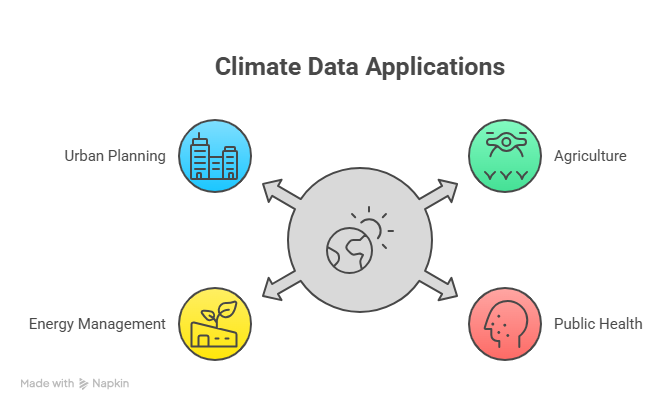 Climate Data Applications
Urban Planning
Agriculture
Energy Management
Public Health
Made with Napkin